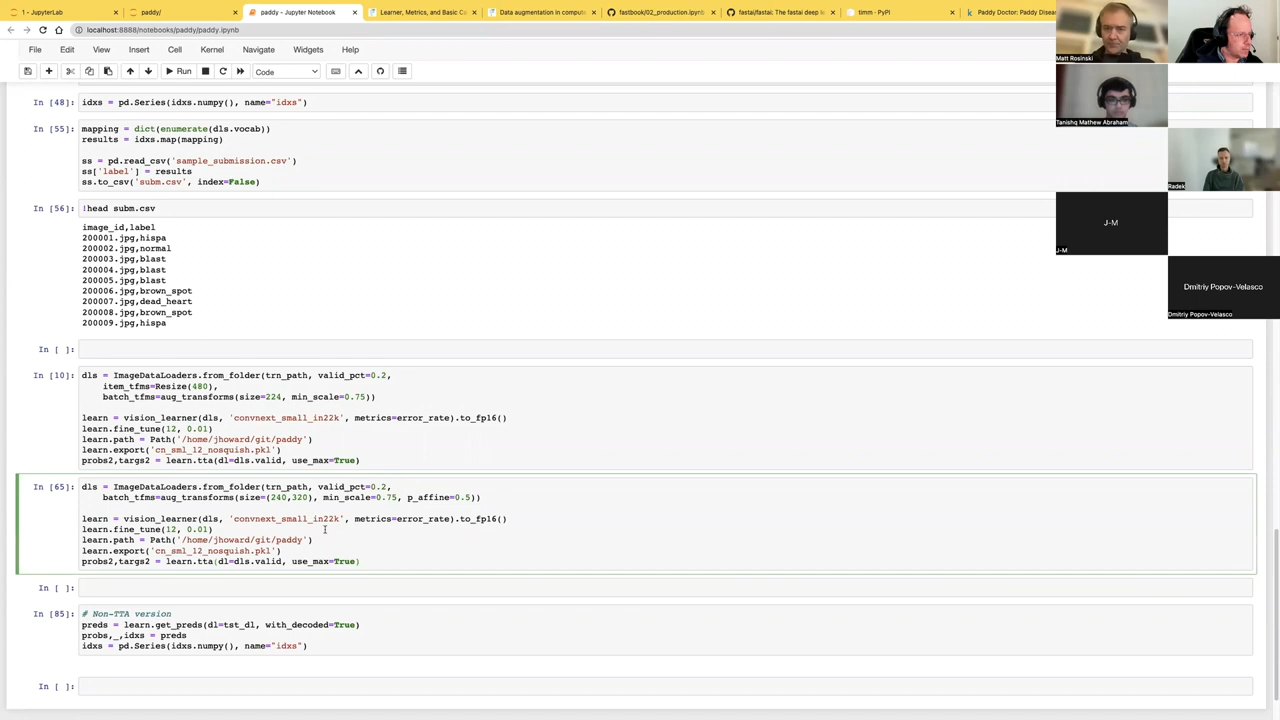 1 - JupyterLab
paddy/
paddy - Jupyter Notebook
Learner, Metrics, and Basic Ca
Data augmentation in compute
fastbook/02_production.ipynb
fastai/fastai: The fastai deep le
timm - PyPI
Paddy Doctor: Paddy Diseas
localhost:8888/notebooks/paddy/paddy.ipynb
File Edit View Insert Cell Kernel Navigate Widgets Help
Run
Code
In [48]: idxs = pd.Series(idxs.numpy(), name="idxs")
In [55]: mapping = dict(enumerate(dls.vocab))
results = idxs.map(mapping)
ss = pd.read_csv('sample_submission.csv')
ss['label'] = results
ss.to_csv('subm.csv', index=False)
In [56]: !head subm.csv
image_id,label
200001.jpg,hispa
200002.jpg,normal
200003.jpg,blast
200004.jpg,blast
200005.jpg,blast
200006.jpg,brown_spot
200007.jpg,dead_heart
200008.jpg,brown_spot
200009.jpg,hispa
In [ ]:
In [10]: dls = ImageDataLoaders.from_folder(trn_path, valid_pct=0.2,
item_tfms=Resize(480),
batch_tfms=aug_transforms(size=224, min_scale=0.75))
learn = vision_learner(dls, 'convnext_small_in22k', metrics=error_rate).to_fp16()
learn.fine_tune(12, 0.01)
learn.path = Path('/home/jhoward/git/paddy')
learn.export('cn_sml_12_nosquish.pkl')
probs2,targs2 = learn.tta(dl=dls.valid, use_max=True)
In [65]: dls = ImageDataLoaders.from_folder(trn_path, valid_pct=0.2,
batch_tfms=aug_transforms(size=(240,320), min_scale=0.75, p_affine=0.5))
learn = vision_learner(dls, 'convnext_small_in22k', metrics=error_rate).to_fp16()
learn.fine_tune(12, 0.01)
learn.path = Path('/home/jhoward/git/paddy')
learn.export('cn_sml_12_nosquish.pkl')
probs2,targs2 = learn.tta(dl=dls.valid, use_max=True)
In [ ]:
In [85]: # Non-TTA version
preds = learn.get_preds(dl=tst_dl, with_decoded=True)
probs,_,idxs = preds
idxs = pd.Series(idxs.numpy(), name="idxs")
In [ ]:
Matt Rosinski
Tanishq Mathew Abraham
Radek
J-M
J-M
Dmitriy Popov-Velasco
Dmitriy Popov-Velasco